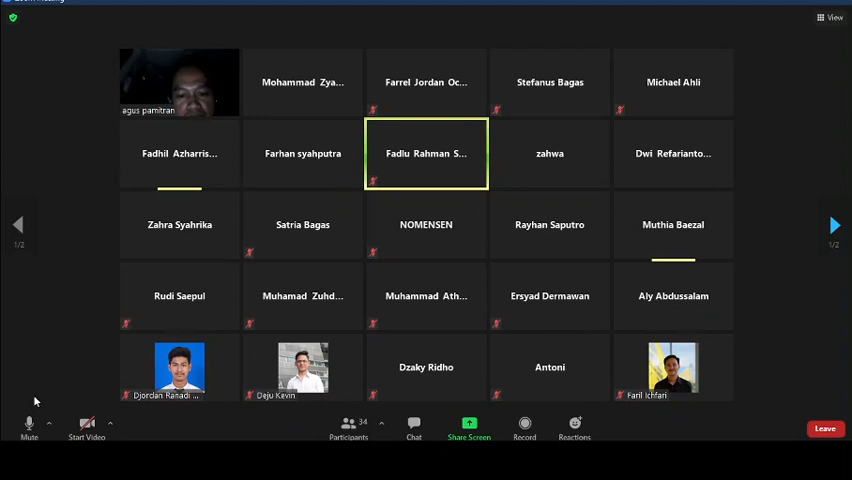 View
agus pamitran
Mohammad Zya...
Farrel Jordan Oc...
Stefanus Bagas
Michael Ahli
Fadhil Azharris...
Farhan syahputra
Fadlu Rahman S...
zahwa
Dwi Refarianto...
Zahra Syahrika
Satria Bagas
NOMENSEN
Rayhan Saputro
Muthia Baezal
1/2
1/2
Rudi Saepul
Muhamad Zuhd...
Muhammad Ath...
Ersyad Dermawan
Aly Abdussalam
Djordan Ranadi ...
Deju Kevin
Dzaky Ridho
Antoni
Faril Ichfari
Mute
Start Video
Participants
34
Chat
Share Screen
Record
Reactions
Leave